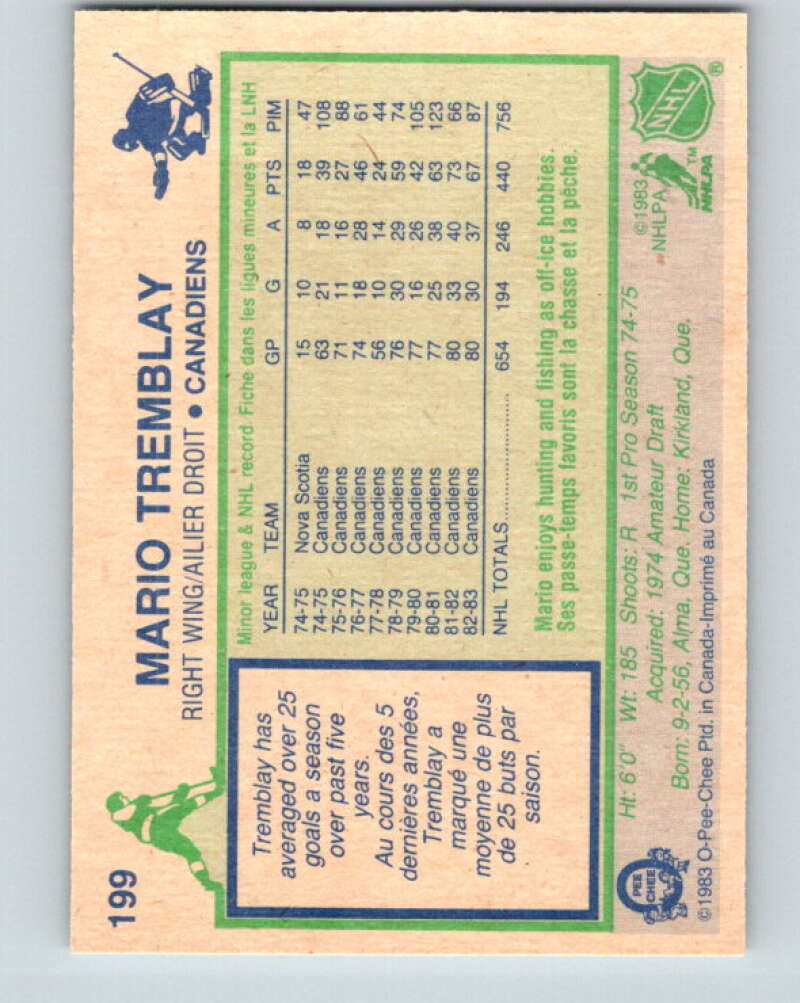 199
MARIO TREMBLAY
RIGHT WING/AILIER DROIT ● CANADIENS
Tremblay has
averaged over 25
goals a season
over past five
years.
Au cours des 5
dernières années,
Tremblay a
marqué une
moyenne de plus
de 25 buts par
saison.
Minor league & NHL record Fiche dans les ligues mineures et la LNH
YEAR TEAM GP G A PTS PIM
74-75 Nova Scotia 15 10 8 18 47
74-75 Canadiens 63 21 18 39 108
75-76 Canadiens 71 11 16 27 88
76-77 Canadiens 74 18 28 46 61
77-78 Canadiens 56 10 14 24 44
78-79 Canadiens 76 30 29 59 74
79-80 Canadiens 77 16 26 42 105
80-81 Canadiens 77 25 38 63 123
81-82 Canadiens 80 33 40 73 66
82-83 Canadiens 80 30 37 67 87
NHL TOTALS.................... 654 194 246 440 756
Mario enjoys hunting and fishing as off-ice hobbies.
Ses passe-temps favoris sont la chasse et la pêche.
Ht: 6'0" Wt: 185 Shoots: R 1st Pro Season 74-75
Acquired: 1974 Amateur Draft
Born: 9-2-56, Alma, Que. Home: Kirkland, Que.
©1983 O-Pee-Chee Ptd. in Canada-Imprimé au Canada
PEE
CHEE
©1983
NHLPA
NHLPA
TM
NHL
®